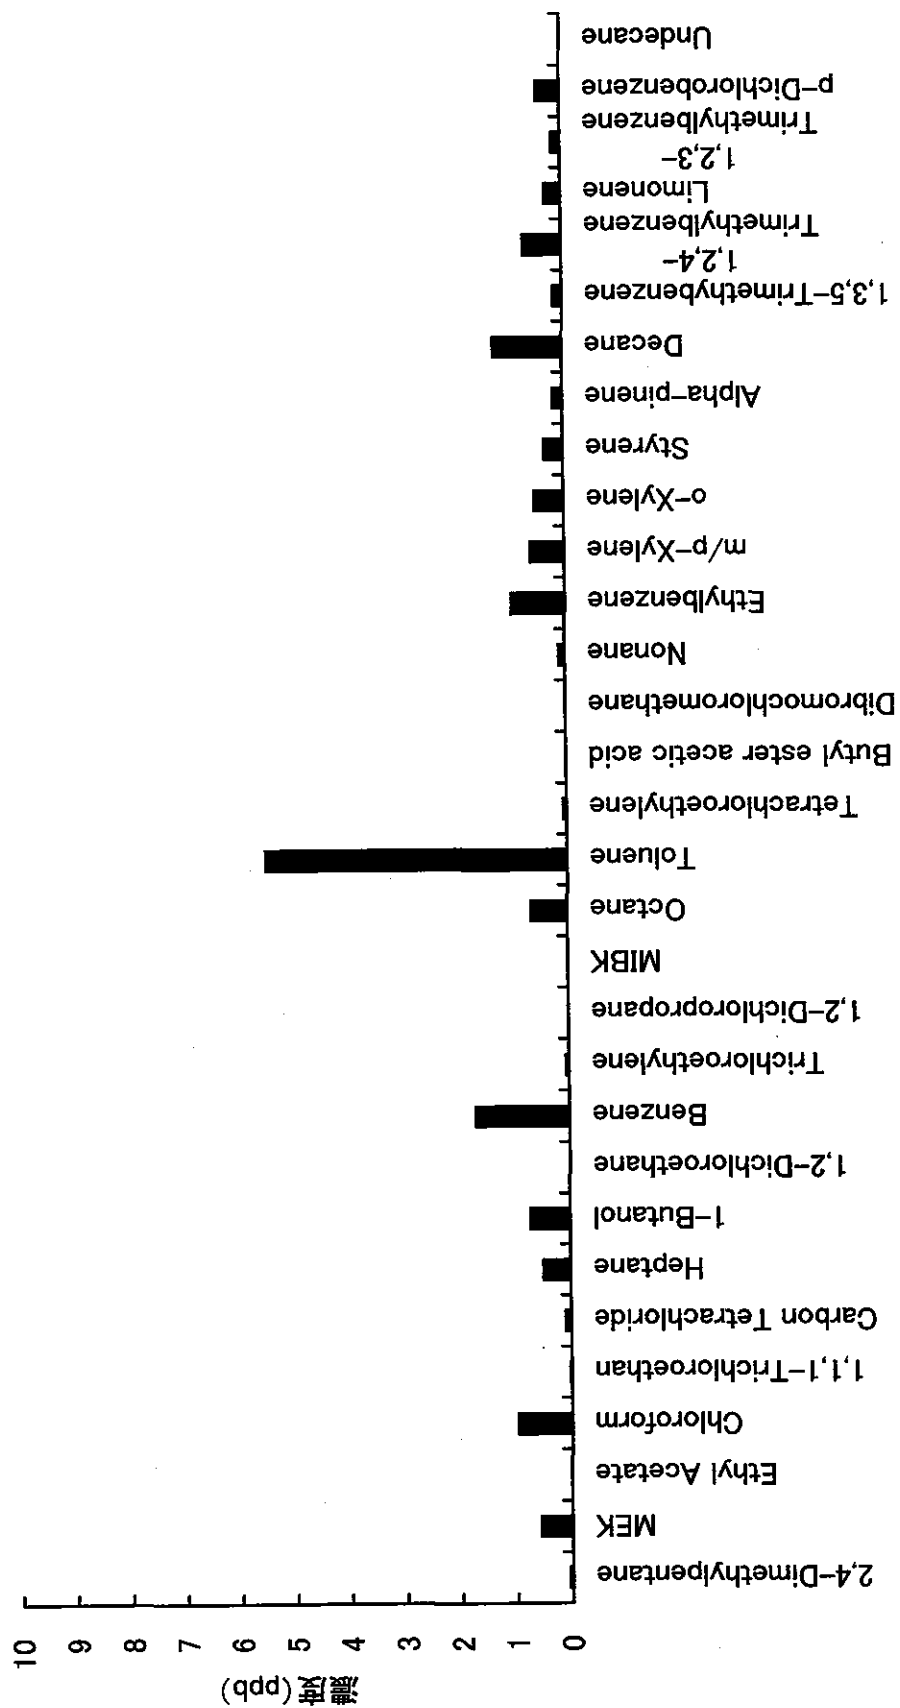 濃度(ppb)
10
9
8
7
6
5
4
3
2
1
0
2,4-Dimethylpentane
MEK
Ethyl Acetate
Chloroform
1,1,1-Trichloroethan
Carbon Tetrachloride
Heptane
1-Butanol
1,2-Dichloroethane
Benzene
Trichloroethylene
1,2-Dichloropropane
MIBK
Octane
Toluene
Tetrachloroethylene
Butyl ester acetic acid
Dibromochloromethane
Nonane
Ethylbenzene
m/p-Xylene
o-Xylene
Styrene
Alpha-pinene
Decane
1,3,5-Trimethybenzene
1,2,4-
Trimethylbenzene
Limonene
1,2,3-
Trimethylbenzene
p-Dichlorobenzene
Undecane